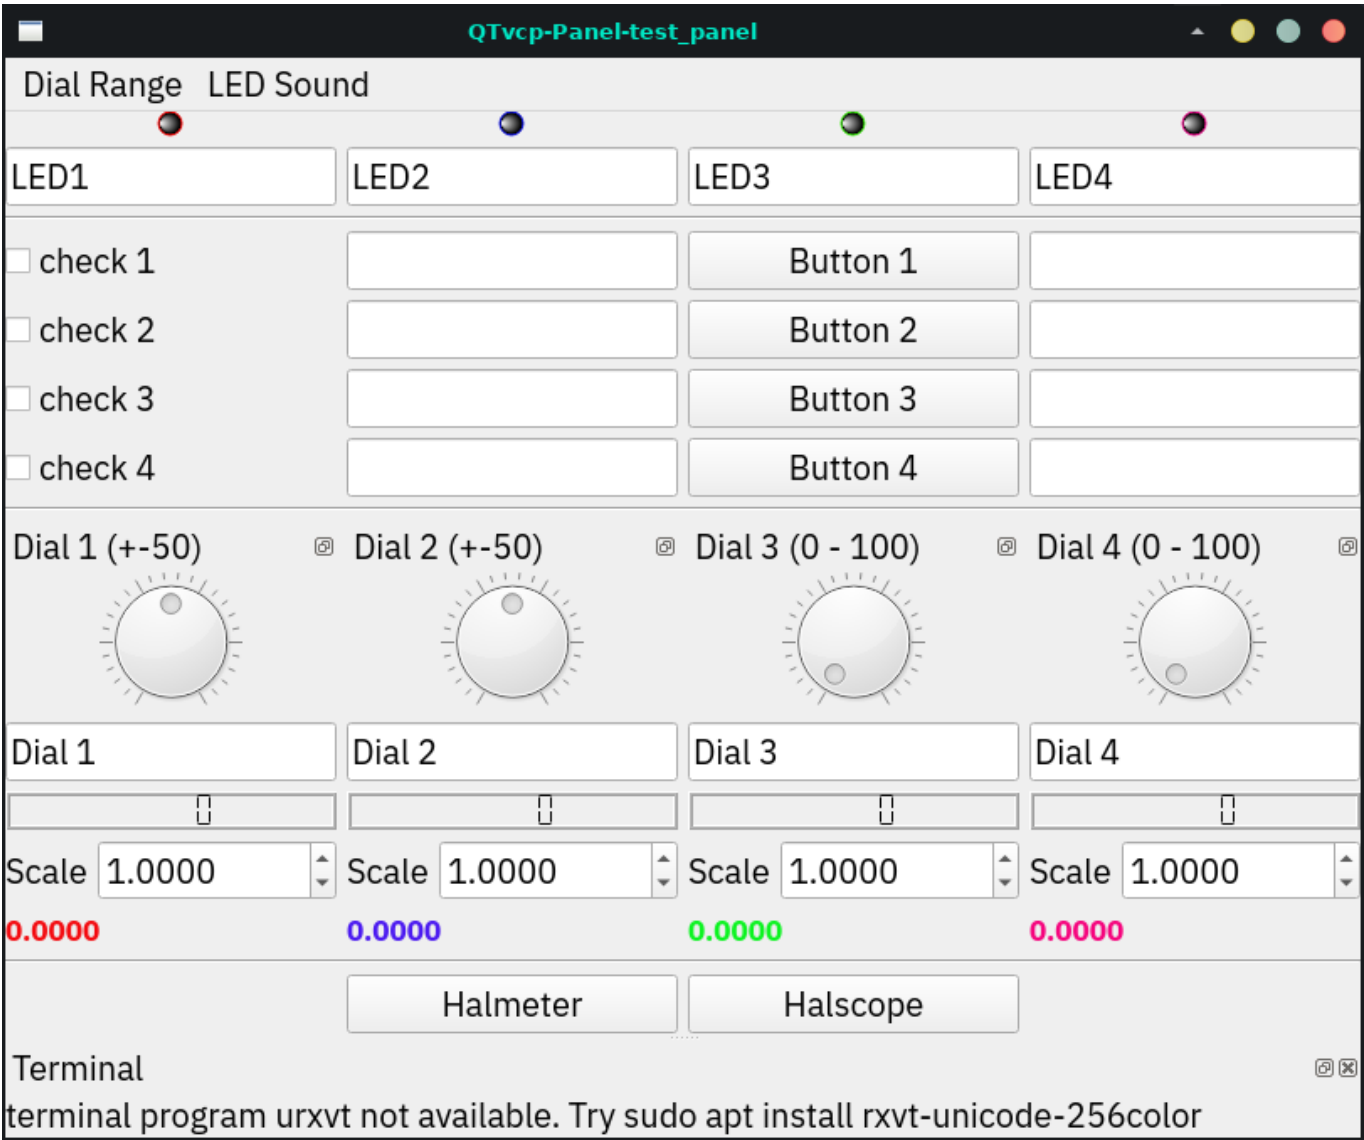 QTvcp-Panel-test_panel
Dial Range LED Sound
LED1 LED2 LED3 LED4
check 1 Button 1
check 2 Button 2
check 3 Button 3
check 4 Button 4
Dial 1 (+-50) Dial 2 (+-50) Dial 3 (0 - 100) Dial 4 (0 - 100)
Dial 1 Dial 2 Dial 3 Dial 4
0 0 0 0
Scale 1.0000 Scale 1.0000 Scale 1.0000 Scale 1.0000
0.0000 0.0000 0.0000 0.0000
Halmeter Halscope
Terminal
terminal program urxvt not available. Try sudo apt install rxvt-unicode-256color